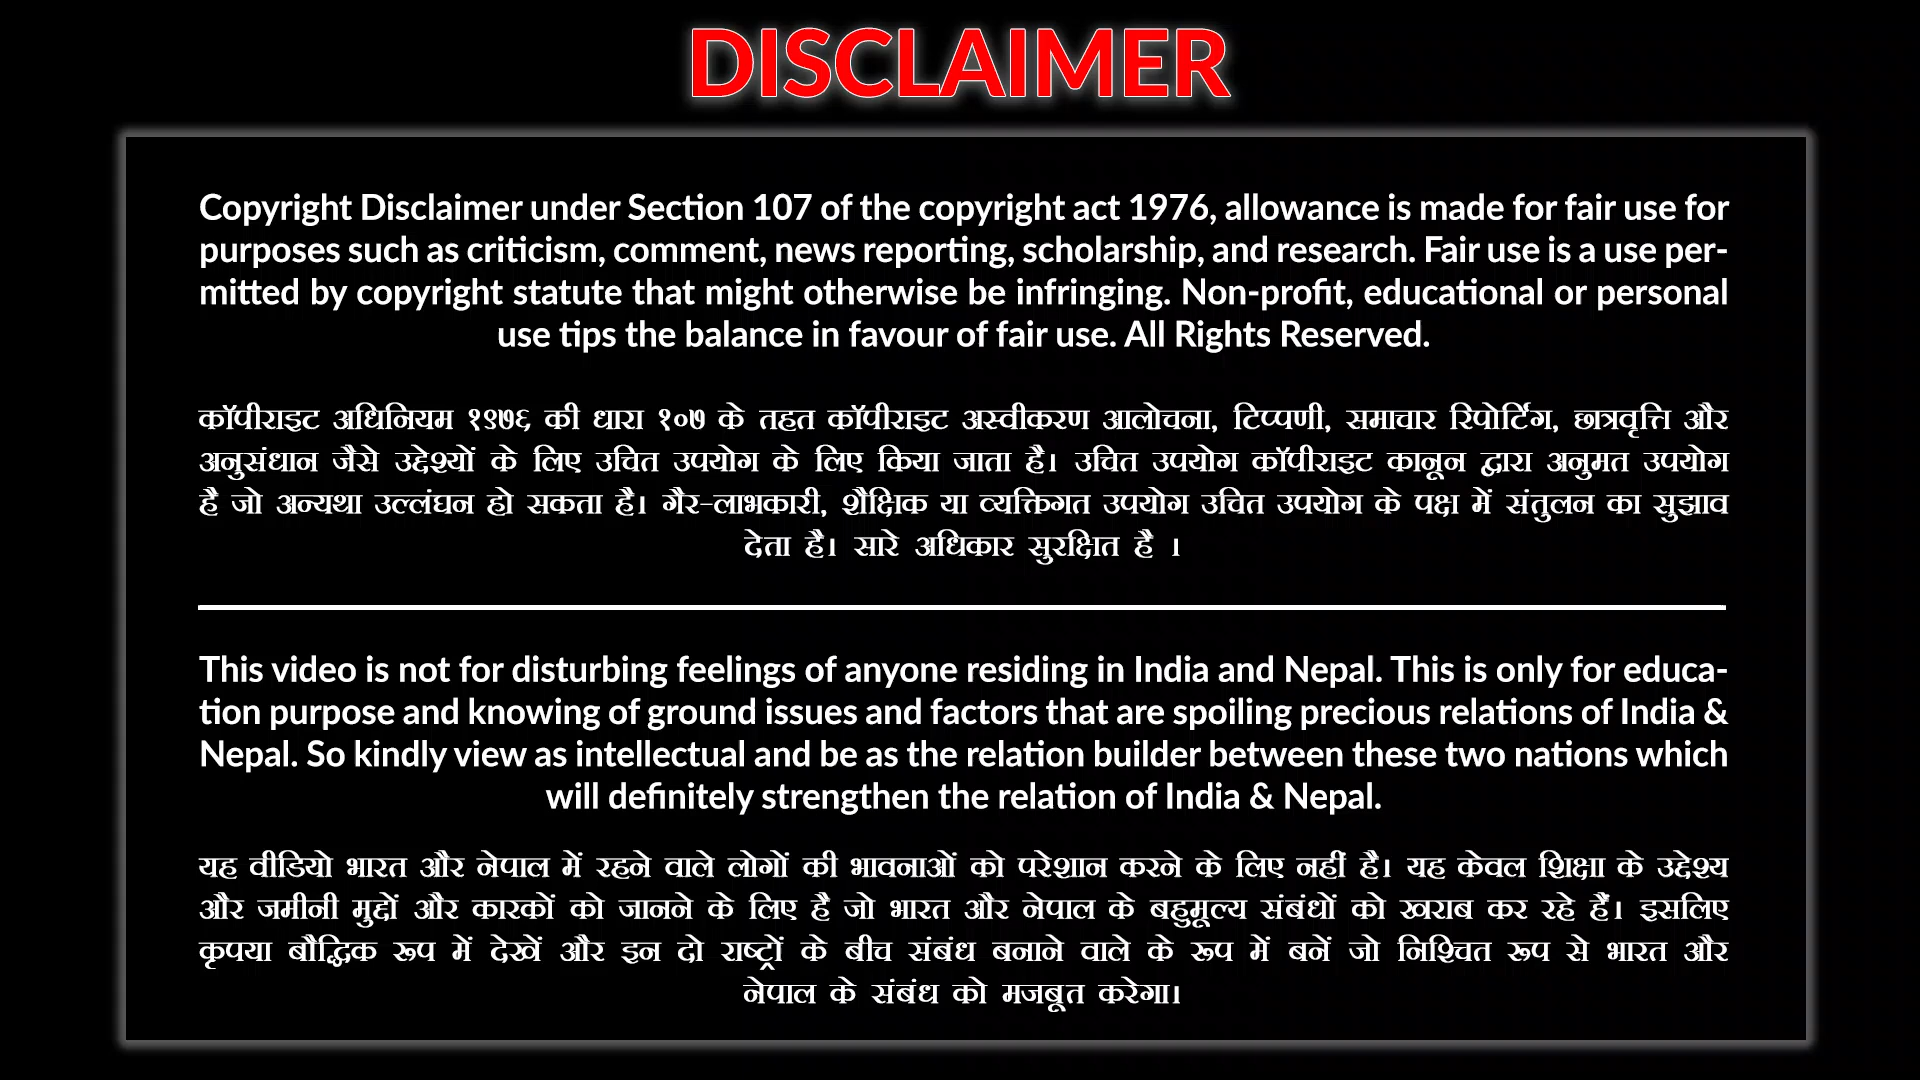 DISCLAIMER
Copyright Disclaimer under Section 107 of the copyright act 1976, allowance is made for fair use for
purposes such as criticism, comment, news reporting, scholarship, and research. Fair use is a use per-
mitted by copyright statute that might otherwise be infringing. Non-profit, educational or personal
use tips the balance in favour of fair use. All Rights Reserved.
कॉपीराइट अधिनियम १९७६ की धारा १०७ के तहत कॉपीराइट अस्वीकरण आलोचना, टिप्पणी, समाचार रिपोर्टिंग, छात्रवृत्ति और
अनुसंधान जैसे उद्देश्यों के लिए उचित उपयोग के लिए किया जाता है। उचित उपयोग कॉपीराइट कानून द्वारा अनुमत उपयोग
है जो अन्यथा उल्लंघन हो सकता है। गैर-लाभकारी, शैक्षिक या व्यक्तिगत उपयोग उचित उपयोग के पक्ष में संतुलन का सुझाव
देता है। सारे अधिकार सुरक्षित है ।
This video is not for disturbing feelings of anyone residing in India and Nepal. This is only for educa-
tion purpose and knowing of ground issues and factors that are spoiling precious relations of India &
Nepal. So kindly view as intellectual and be as the relation builder between these two nations which
will definitely strengthen the relation of India & Nepal.
यह वीडियो भारत और नेपाल में रहने वाले लोगों की भावनाओं को परेशान करने के लिए नहीं है। यह केवल शिक्षा के उद्देश्य
और जमीनी मुद्दों और कारकों को जानने के लिए है जो भारत और नेपाल के बहुमूल्य संबंधों को खराब कर रहे हैं। इसलिए
कृपया बौद्धिक रूप में देखें और इन दो राष्ट्रों के बीच संबंध बनाने वाले के रूप में बनें जो निश्चित रूप से भारत और
नेपाल के संबंध को मजबूत करेगा।